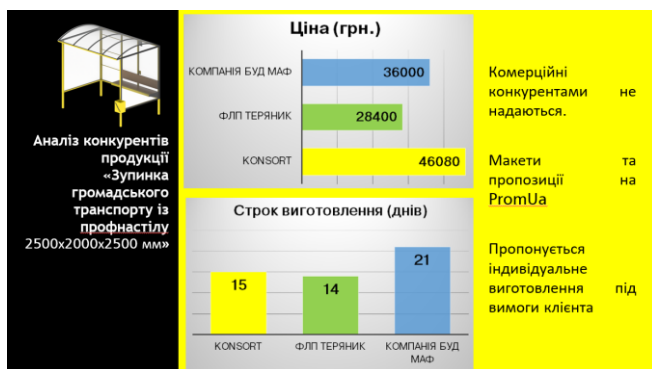 Аналіз конкурентів
продукції
«Зупинка
громадського
транспорту із
профнастілу
2500х2000х2500 мм»
Ціна (грн.)
КОМПАНІЯ БУД МАФ
36000
ФЛП ТЕРЯНИК
28400
KONSORT
46080
Строк виготовлення (днів)
15
14
21
KONSORT
ФЛП ТЕРЯНИК
КОМПАНІЯ БУД
МАФ
Комерційні
конкурентами не
надаються.
Макети та
пропозиції на
PromUa
Пропонується
індивідуальне
виготовлення під
вимоги клієнта